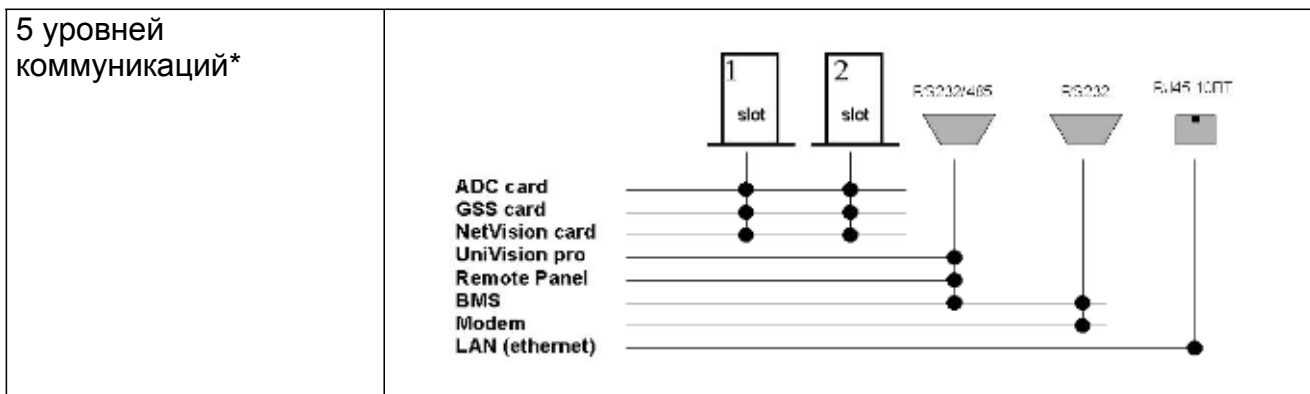 5 уровней
коммуникаций*
1
slot
2
slot
RS232/485
RS232
RJ45
ADC card
GSS card
NetVision card
UniVision pro
Remote Panel
BMS
Modem
LAN (ethernet)